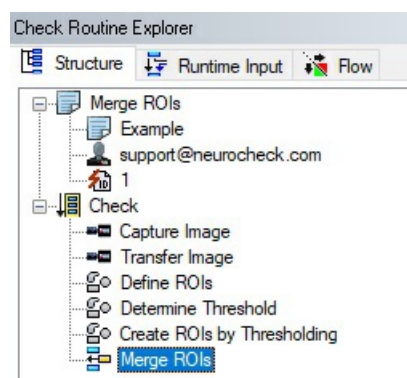 Check Routine Explorer
Structure Runtime Input Flow
Merge ROIs
Example
support@neurocheck.com
ID 1
Check
Capture Image
Transfer Image
Define ROIs
Determine Threshold
Create ROIs by Thresholding
Merge ROIs